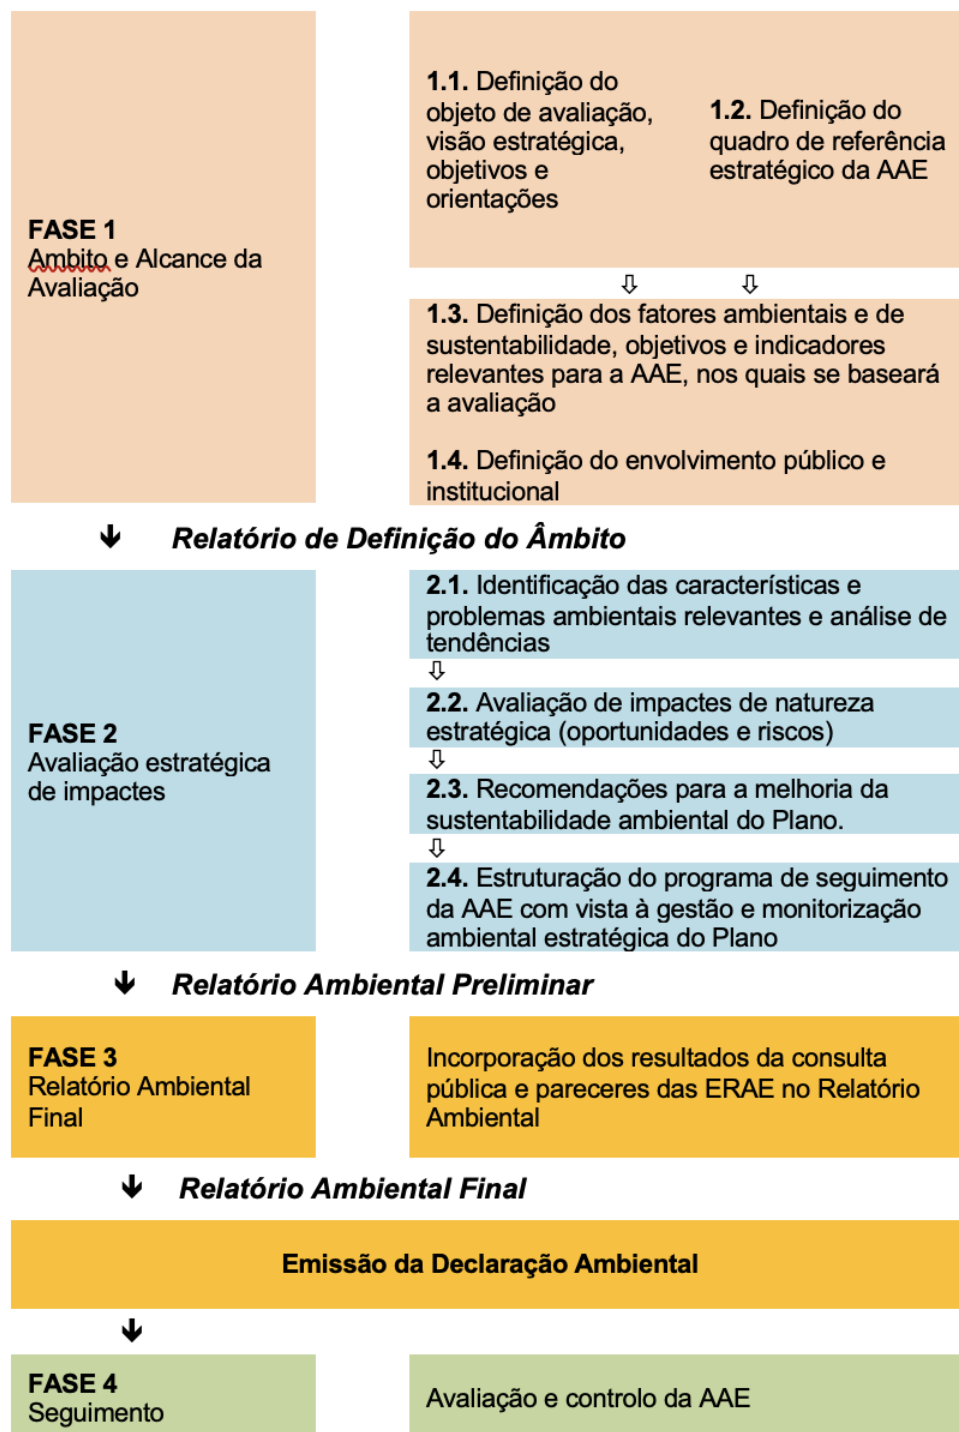 FASE 1
Ambito e Alcance da
Avaliação
1.1. Definição do
objeto de avaliação,
visão estratégica,
objetivos e
orientações
1.2. Definição do
quadro de referência
estratégico da AAE
1.3. Definição dos fatores ambientais e de
sustentabilidade, objetivos e indicadores
relevantes para a AAE, nos quais se baseará
a avaliação
1.4. Definição do envolvimento público e
institucional
Relatório de Definição do Âmbito
FASE 2
Avaliação estratégica
de impactes
2.1. Identificação das características e
problemas ambientais relevantes e análise de
tendências
2.2. Avaliação de impactes de natureza
estratégica (oportunidades e riscos)
2.3. Recomendações para a melhoria da
sustentabilidade ambiental do Plano.
2.4. Estruturação do programa de seguimento
da AAE com vista à gestão e monitorização
ambiental estratégica do Plano
Relatório Ambiental Preliminar
FASE 3
Relatório Ambiental
Final
Incorporação dos resultados da consulta
pública e pareceres das ERAE no Relatório
Ambiental
Relatório Ambiental Final
Emissão da Declaração Ambiental
FASE 4
Seguimento
Avaliação e controlo da AAE